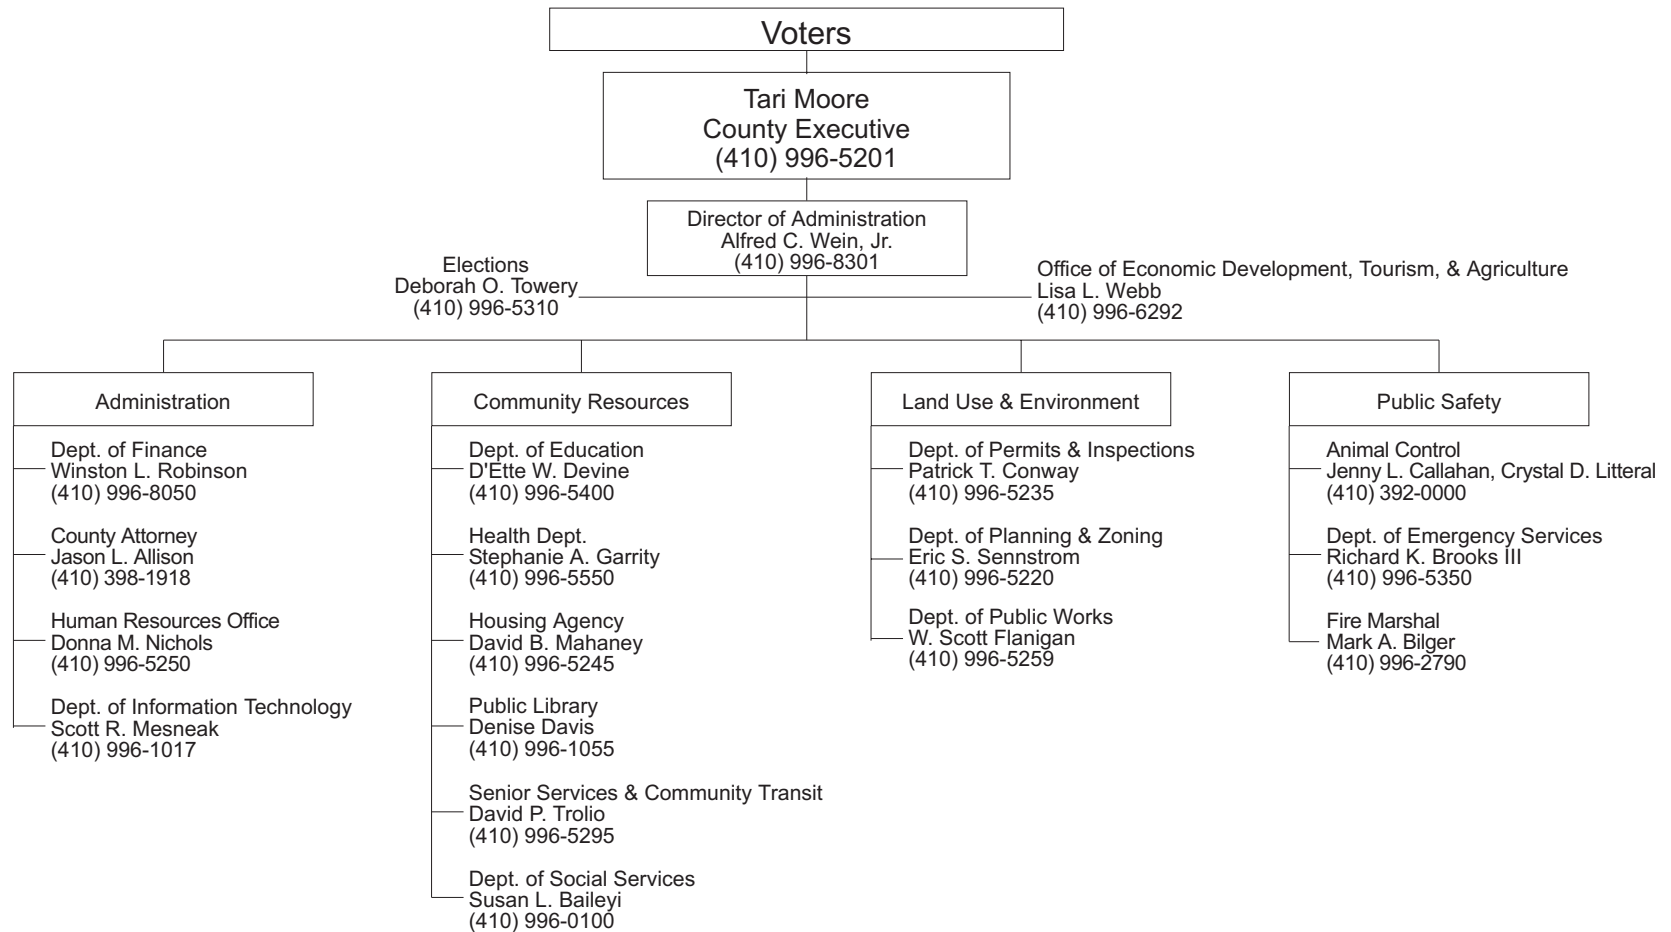 Voters
Tari Moore
County Executive
(410) 996-5201
Director of Administration
Alfred C. Wein, Jr.
(410) 996-8301
Elections
Deborah O. Towery
(410) 996-5310
Office of Economic Development, Tourism, & Agriculture
Lisa L. Webb
(410) 996-6292
Administration
Dept. of Finance
Winston L. Robinson
(410) 996-8050
County Attorney
Jason L. Allison
(410) 398-1918
Human Resources Office
Donna M. Nichols
(410) 996-5250
Dept. of Information Technology
Scott R. Mesneak
(410) 996-1017
Community Resources
Dept. of Education
D'Ette W. Devine
(410) 996-5400
Health Dept.
Stephanie A. Garrity
(410) 996-5550
Housing Agency
David B. Mahaney
(410) 996-5245
Public Library
Denise Davis
(410) 996-1055
Senior Services & Community Transit
David P. Trolio
(410) 996-5295
Dept. of Social Services
Susan L. Baileyi
(410) 996-0100
Land Use & Environment
Dept. of Permits & Inspections
Patrick T. Conway
(410) 996-5235
Dept. of Planning & Zoning
Eric S. Sennstrom
(410) 996-5220
Dept. of Public Works
W. Scott Flanigan
(410) 996-5259
Public Safety
Animal Control
Jenny L. Callahan, Crystal D. Litteral
(410) 392-0000
Dept. of Emergency Services
Richard K. Brooks III
(410) 996-5350
Fire Marshal
Mark A. Bilger
(410) 996-2790